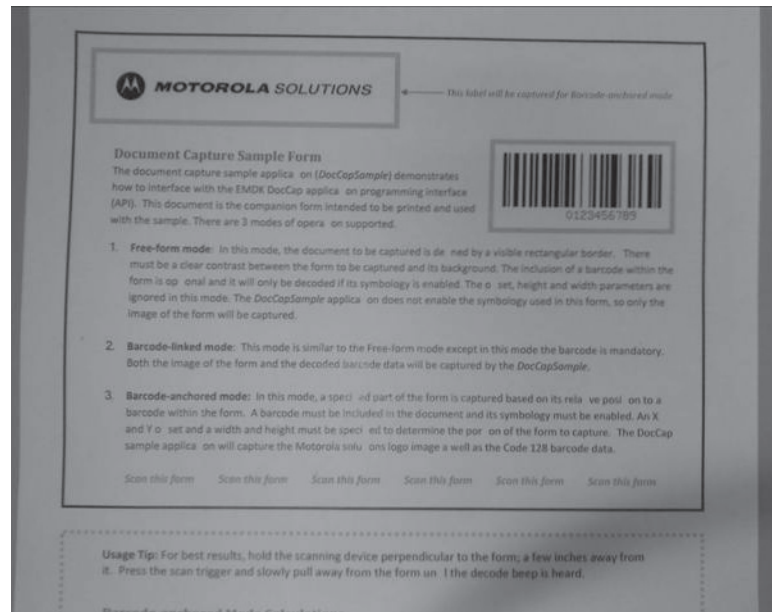 MOTOROLA SOLUTIONS
This label will be captured for Barcode-anchored mode
Document Capture Sample Form
The document capture sample applica on (DocCapSample) demonstrates
how to interface with the EMDK DocCap applica on programming interface
(API). This document is the companion form intended to be printed and used
with the sample. There are 3 modes of opera on supported.
0123456789
1. Free-form mode: In this mode, the document to be captured is de ned by a visible rectangular border. There
must be a clear contrast between the form to be captured and its background. The inclusion of a barcode within the
form is op onal and it will only be decoded if its symbology is enabled. The o set, height and width parameters are
ignored in this mode. The DocCapSample applica on does not enable the symbology used in this form, so only the
image of the form will be captured.
2. Barcode-linked mode: This mode is similar to the Free-form mode except in this mode the barcode is mandatory.
Both the image of the form and the decoded barcode data will be captured by the DocCapSample.
3. Barcode-anchored mode: In this mode, a speci ed part of the form is captured based on its rela ve posi on to a
barcode within the form. A barcode must be included in the document and its symbology must be enabled. An X
and Y o set and a width and height must be speci ed to determine the por on of the form to capture. The DocCap
sample applica on will capture the Motorola solu ons logo image a well as the Code 128 barcode data.
Scan this form Scan this form Scan this form Scan this form Scan this form Scan this form
Usage Tip: For best results, hold the scanning device perpendicular to the form; a few inches away from
it. Press the scan trigger and slowly pull away from the form un l the decode beep is heard.